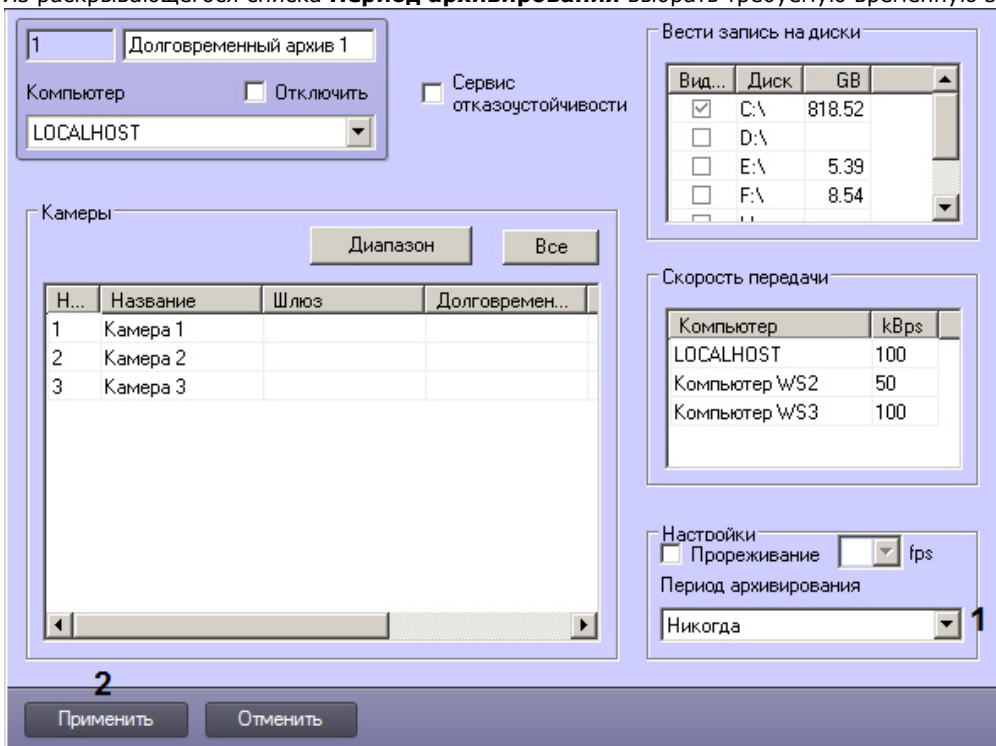 Из раскрывающегося списка Период архивирования выбрать требуемую временную з
1
Долговременный архив 1
Компьютер
Отключить
LOCALHOST
Сервис
отказоустойчивости
Вести запись на диски
Вид... Диск GB
C:\ 818.52
D:\
E:\ 5.39
F:\ 8.54
Камеры
Диапазон
Все
Н... Название Шлюз Долговремен...
1 Камера 1
2 Камера 2
3 Камера 3
Скорость передачи
Компьютер kBps
LOCALHOST 100
Компьютер WS2 50
Компьютер WS3 100
Настройки
Прореживание fps
Период архивирования
Никогда
1
2
Применить
Отменить